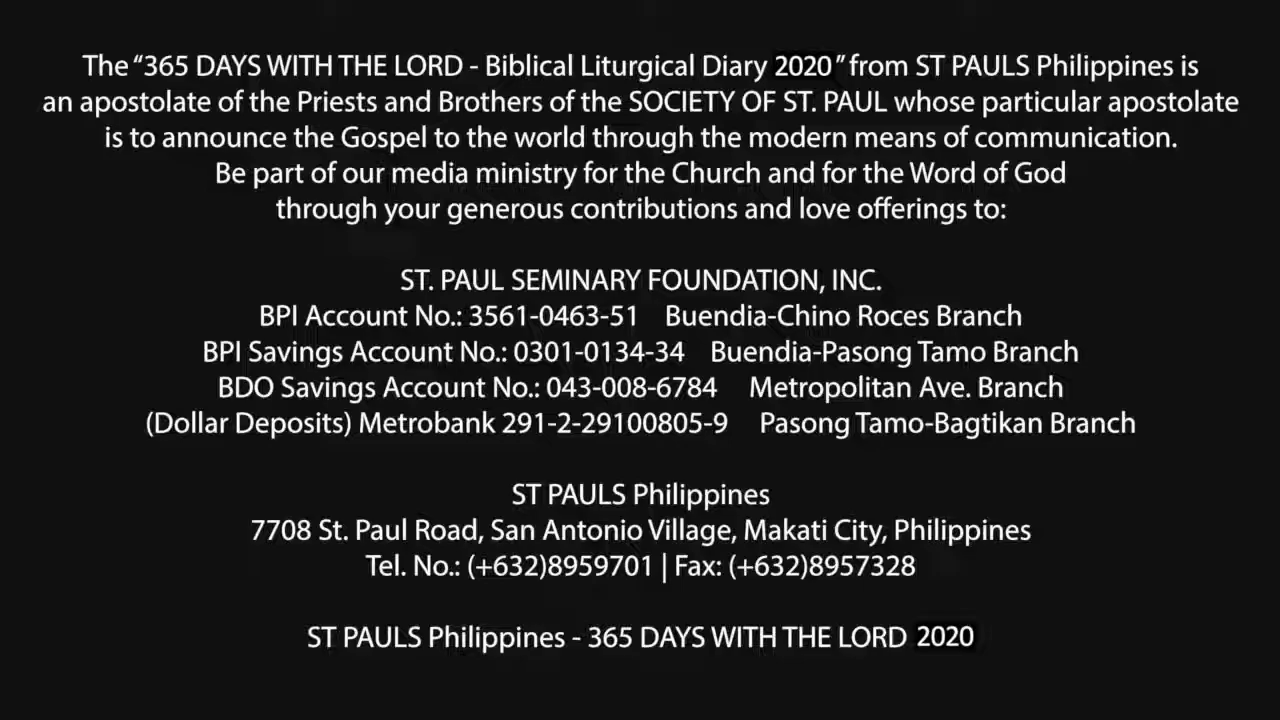 The “365 DAYS WITH THE LORD - Biblical Liturgical Diary 2020” from ST PAULS Philippines is
an apostolate of the Priests and Brothers of the SOCIETY OF ST. PAUL whose particular apostolate
is to announce the Gospel to the world through the modern means of communication.
Be part of our media ministry for the Church and for the Word of God
through your generous contributions and love offerings to:
ST. PAUL SEMINARY FOUNDATION, INC.
BPI Account No.: 3561-0463-51 Buendia-Chino Roces Branch
BPI Savings Account No.: 0301-0134-34 Buendia-Pasong Tamo Branch
BDO Savings Account No.: 043-008-6784 Metropolitan Ave. Branch
(Dollar Deposits) Metrobank 291-2-29100805-9 Pasong Tamo-Bagtikan Branch
ST PAULS Philippines
7708 St. Paul Road, San Antonio Village, Makati City, Philippines
Tel. No.: (+632)8959701 | Fax: (+632)8957328
ST PAULS Philippines - 365 DAYS WITH THE LORD 2020